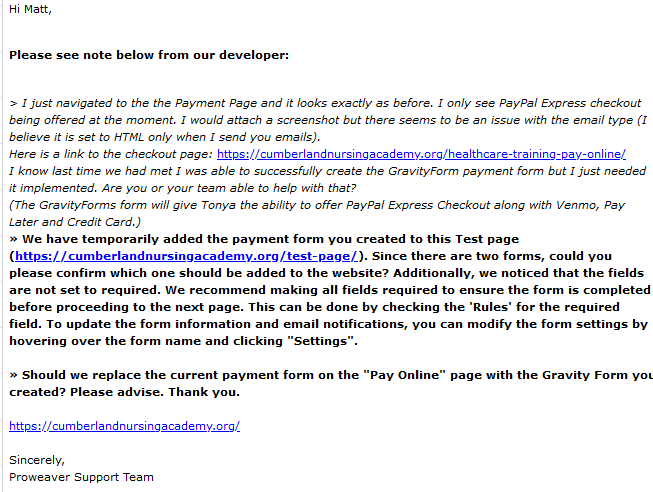 Hi Matt,
Please see note below from our developer:
> I just navigated to the the Payment Page and it looks exactly as before. I only see PayPal Express checkout
being offered at the moment. I would attach a screenshot but there seems to be an issue with the email type (I
believe it is set to HTML only when I send you emails).
Here is a link to the checkout page: https://cumberlandnursingacademy.org/healthcare-training-pay-online/
I know last time we had met I was able to successfully create the GravityForm payment form but I just needed
it implemented. Are you or your team able to help with that?
(The GravityForms form will give Tonya the ability to offer PayPal Express Checkout along with Venmo, Pay
Later and Credit Card.)
» We have temporarily added the payment form you created to this Test page
(https://cumberlandnursingacademy.org/test-page/). Since there are two forms, could you
please confirm which one should be added to the website? Additionally, we noticed that the fields
are not set to required. We recommend making all fields required to ensure the form is completed
before proceeding to the next page. This can be done by checking the 'Rules' for the required
field. To update the form information and email notifications, you can modify the form settings by
hovering over the form name and clicking "Settings".
» Should we replace the current payment form on the "Pay Online" page with the Gravity Form you
created? Please advise. Thank you.
https://cumberlandnursingacademy.org/
Sincerely,
Proweaver Support Team